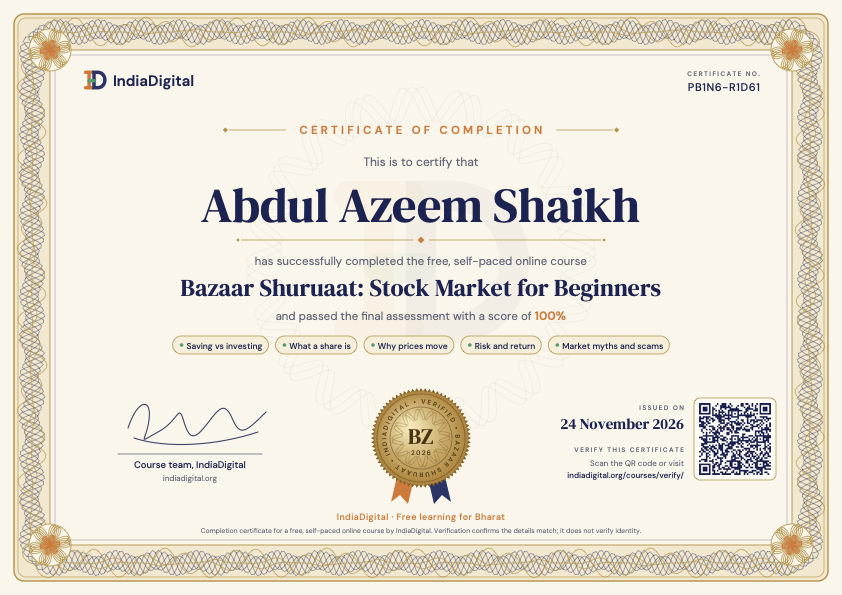 IndiaDigital
CERTIFICATE NO.
PB1N6-R1D61
CERTIFICATE OF COMPLETION
This is to certify that
Abdul Azeem Shaikh
has successfully completed the free, self-paced online course
Bazaar Shuruaat: Stock Market for Beginners
and passed the final assessment with a score of 100%
Saving vs investing
What a share is
Why prices move
Risk and return
Market myths and scams
Course team, IndiaDigital
indiadigital.org
INDIADIGITAL • VERIFIED • BAZAAR SHURUAAT •
BZ
2026
ISSUED ON
24 November 2026
VERIFY THIS CERTIFICATE
Scan the QR code or visit
indiadigital.org/courses/verify/
IndiaDigital · Free learning for Bharat
Completion certificate for a free, self-paced online course by IndiaDigital. Verification confirms the details match; it does not verify identity.